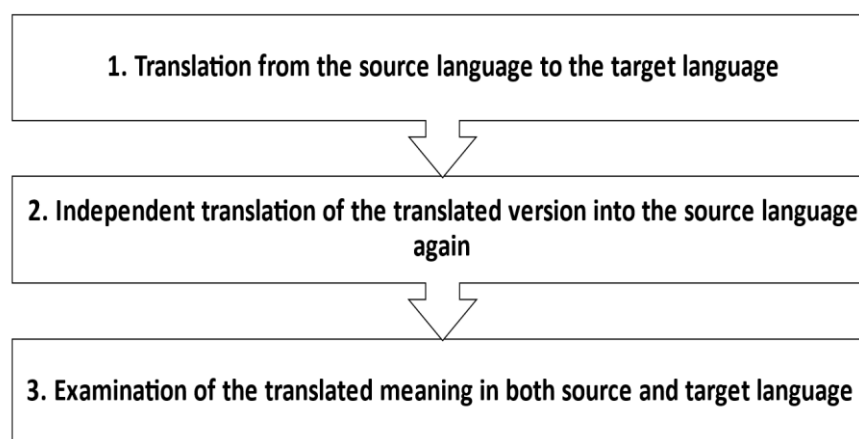 1. Translation from the source language to the target language
2. Independent translation of the translated version into the source language
again
3. Examination of the translated meaning in both source and target language